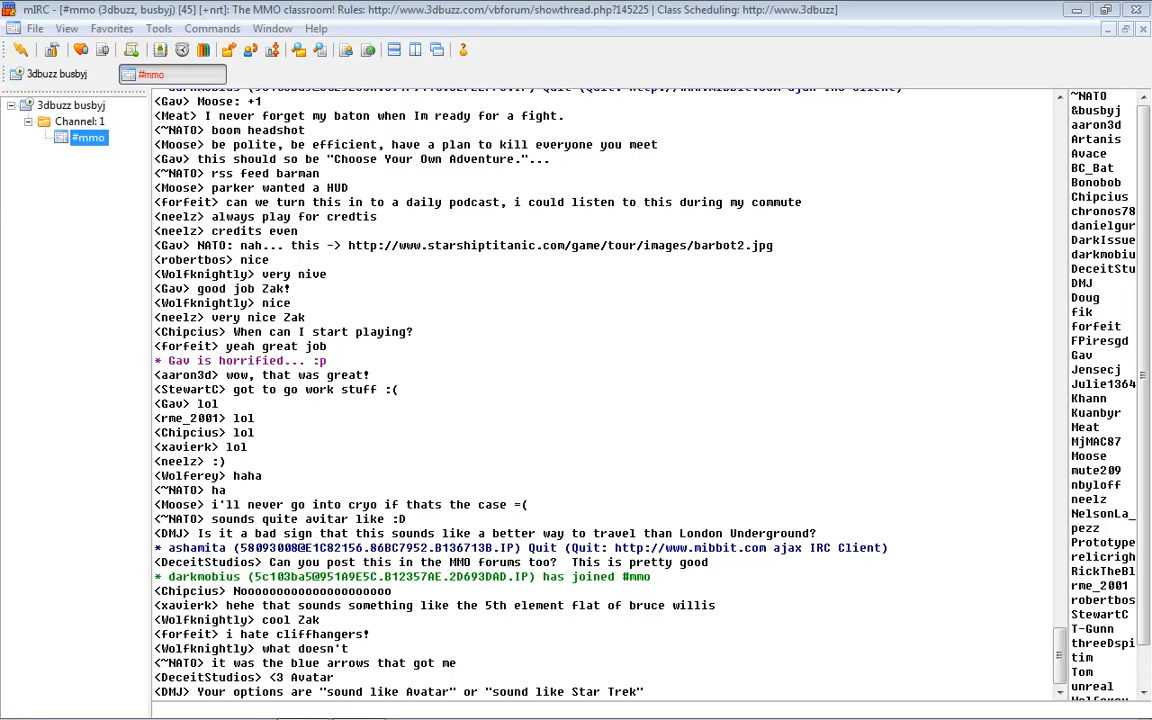 mIRC - [#mmo (3dbuzz, busbyj) [45] [+nrt]: The MMO classroom! Rules: http://www.3dbuzz.com/vbforum/showthread.php?145225 | Class Scheduling: http://www.3dbuzz]
File View Favorites Tools Commands Window Help
3dbuzz busbyj #mmo
3dbuzz busbyj
Channel: 1
#mmo
<Gav> Moose: +1
<Meat> I never forget my baton when Im ready for a fight.
<~NATO> boom headshot
<Moose> be polite, be efficient, have a plan to kill everyone you meet
<Gav> this should so be "Choose Your Own Adventure."...
<~NATO> rss feed barman
<Moose> parker wanted a HUD
<forfeit> can we turn this in to a daily podcast, i could listen to this during my commute
<neelz> always play for credtis
<neelz> credits even
<Gav> NATO: nah... this -> http://www.starshiptitanic.com/game/tour/images/barbot2.jpg
<robertbos> nice
<Wolfknightly> very nive
<Gav> good job Zak!
<Wolfknightly> nice
<neelz> very nice Zak
<Chipcius> When can I start playing?
<forfeit> yeah great job
* Gav is horrified... :p
<aaron3d> wow, that was great!
<StewartC> got to go work stuff :(
<Gav> lol
<rme_2001> lol
<Chipcius> lol
<xavierk> lol
<neelz> :)
<Wolferey> haha
<~NATO> ha
<Moose> i'll never go into cryo if thats the case =(
<~NATO> sounds quite avitar like :D
<DMJ> Is it a bad sign that this sounds like a better way to travel than London Underground?
* ashamita (58093008@E1C82156.86BC7952.B136713B.IP) Quit (Quit: http://www.mibbit.com ajax IRC Client)
<DeceitStudios> Can you post this in the MMO forums too?  This is pretty good
* darkmobius (5c103ba5@951A9E5C.B12357AE.2D693DAD.IP) has joined #mmo
<Chipcius> Nooooooooooooooooooooo
<xavierk> hehe that sounds something like the 5th element flat of bruce willis
<Wolfknightly> cool Zak
<forfeit> i hate cliffhangers!
<Wolfknightly> what doesn't
<~NATO> it was the blue arrows that got me
<DeceitStudios> <3 Avatar
<DMJ> Your options are "sound like Avatar" or "sound like Star Trek"
~NATO
&busbyj
aaron3d
Artanis
Avace
BC_Bat
Bonobob
Chipcius
chronos78
danielgur
DarkIssue
darkmobiu
DeceitStu
DMJ
Doug
fik
forfeit
FPiresgd
Gav
Jensecj
Julie1364
Khann
Kuanbyr
Meat
MjMAC87
Moose
mute209
nbyloff
neelz
NelsonLa_
pezz
Prototype
relicrigh
RickTheBl
rme_2001
robertbos
StewartC
T-Gunn
threeDspi
tim
Tom
unreal